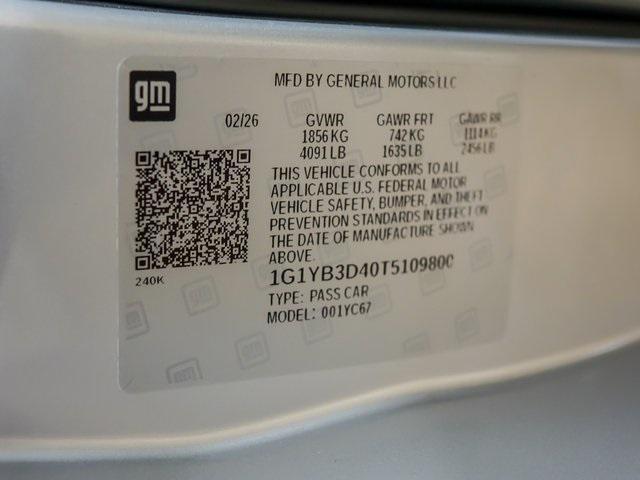 gm
MFD BY GENERAL MOTORS LLC
02/26 GVWR GAWR FRT GAWR RR
1856 KG 742 KG 1114 KG
4091 LB 1635 LB 2456 LB
THIS VEHICLE CONFORMS TO ALL
APPLICABLE U.S. FEDERAL MOTOR
VEHICLE SAFETY, BUMPER, AND THEFT
PREVENTION STANDARDS IN EFFECT ON
THE DATE OF MANUFACTURE SHOWN
ABOVE.
240K
1G1YB3D40T5109800
TYPE: PASS CAR
MODEL: 001YC67